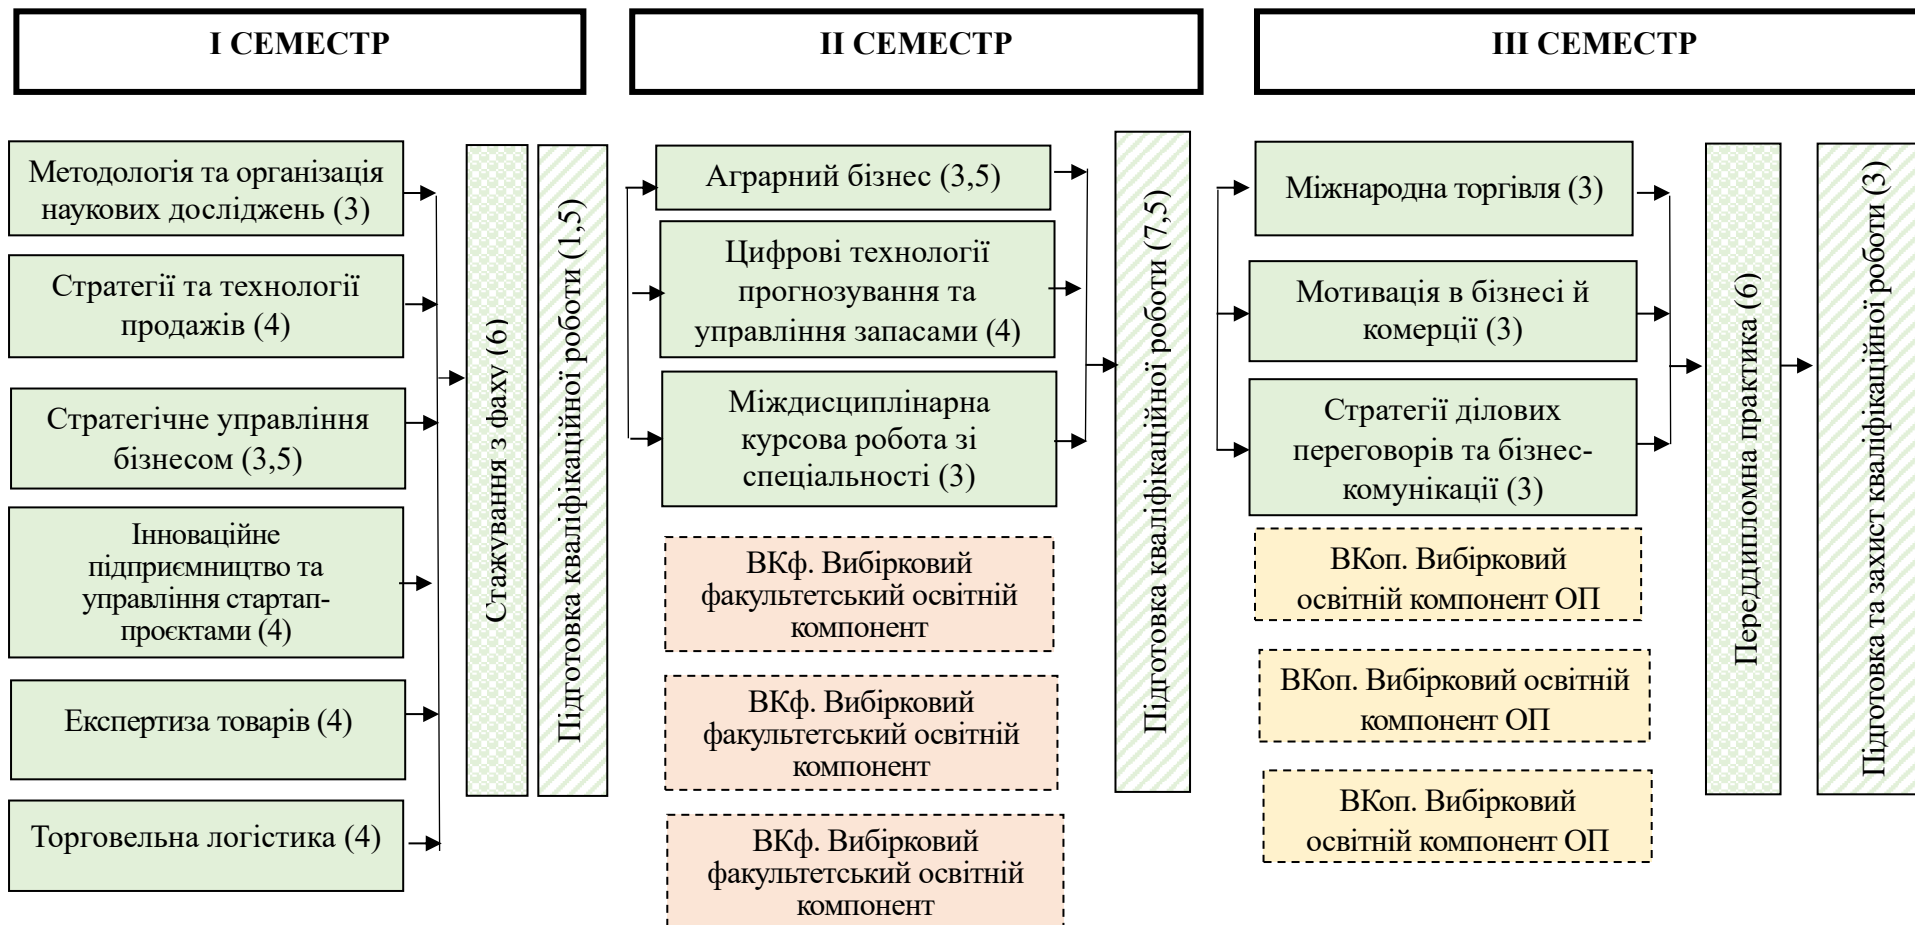 І СЕМЕСТР
Методологія та організація
наукових досліджень (3)
Стратегії та технології
продажів (4)
Стратегічне управління
бізнесом (3,5)
Інноваційне
підприємництво та
управління стартап-
проєктами (4)
Експертиза товарів (4)
Торговельна логістика (4)
Стажування з фаху (6)
Підготовка кваліфікаційної роботи (1,5)
ІІ СЕМЕСТР
Аграрний бізнес (3,5)
Цифрові технології
прогнозування та
управління запасами (4)
Міждисциплінарна
курсова робота зі
спеціальності (3)
ВКф. Вибірковий
факультетський освітній
компонент
ВКф. Вибірковий
факультетський освітній
компонент
ВКф. Вибірковий
факультетський освітній
компонент
Підготовка кваліфікаційної роботи (7,5)
ІІІ СЕМЕСТР
Міжнародна торгівля (3)
Мотивація в бізнесі й
комерції (3)
Стратегії ділових
переговорів та бізнес-
комунікації (3)
ВКоп. Вибірковий
освітній компонент ОП
ВКоп. Вибірковий освітній
компонент ОП
ВКоп. Вибірковий
освітній компонент ОП
Переддипломна практика (6)
Підготовка та захист кваліфікаційної роботи (3)